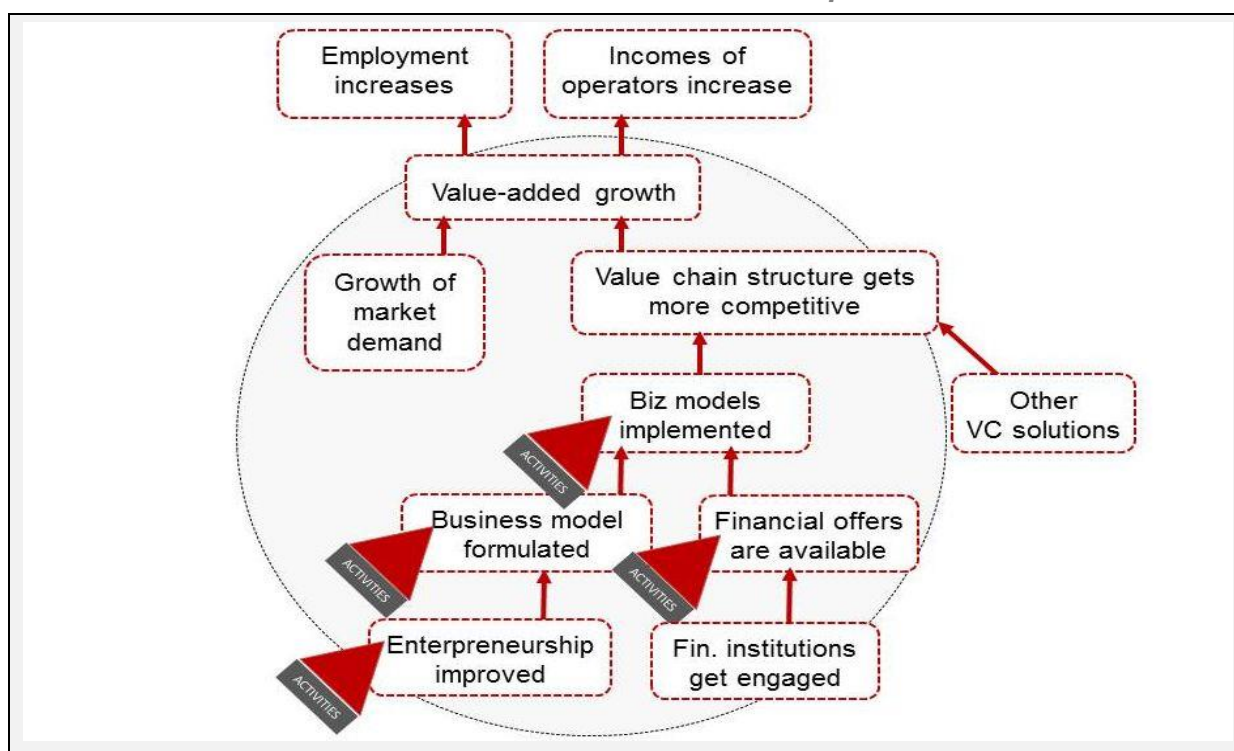 Employment
increases
Incomes of
operators increase
Value-added growth
Growth of
market
demand
Value chain structure gets
more competitive
Biz models
implemented
Other
VC solutions
ACTIVITIES
Business model
formulated
Financial offers
are available
ACTIVITIES
ACTIVITIES
Enterpreneurship
improved
Fin. institutions
get engaged
ACTIVITIES